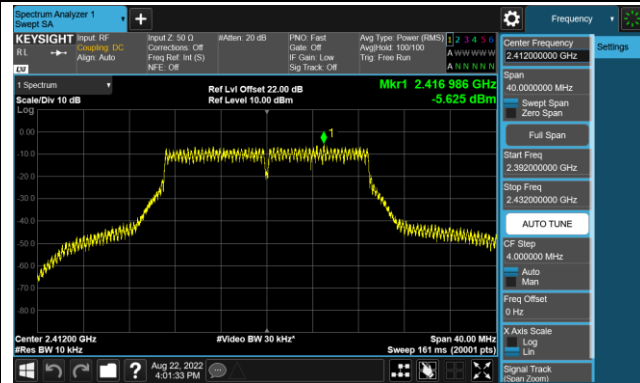 Spectrum Analyzer 1
Swept SA
Frequency
KEYSIGHT
RL
LXI
Input: RF
Coupling: DC
Align: Auto
Input Z: 50 Ω
Corrections: Off
Freq Ref: Int (S)
NFE: Off
#Atten: 20 dB
PNO: Fast
Gate: Off
IF Gain: Low
Sig Track: Off
Avg Type: Power (RMS)
Avg|Hold: 100/100
Trig: Free Run
1 2 3 4 5 6
A W W W W W
A N N N N N
1 Spectrum
Scale/Div 10 dB
Ref Lvl Offset 22.00 dB
Ref Level 10.00 dBm
Mkr1 2.416 986 GHz
-5.625 dBm
Log
0.00
-10.0
-20.0
-30.0
-40.0
-50.0
-60.0
-70.0
-80.0
1
Center 2.41200 GHz
#Res BW 10 kHz
#Video BW 30 kHz*
Span 40.00 MHz
Sweep 161 ms (20001 pts)
Aug 22, 2022
4:01:33 PM
?
Center Frequency
2.412000000 GHz
Settings
Span
40.0000000 MHz
Swept Span
Zero Span
Full Span
Start Freq
2.392000000 GHz
Stop Freq
2.432000000 GHz
AUTO TUNE
CF Step
4.000000 MHz
Auto
Man
Freq Offset
0 Hz
X Axis Scale
Log
Lin
Signal Track
(Span Zoom)